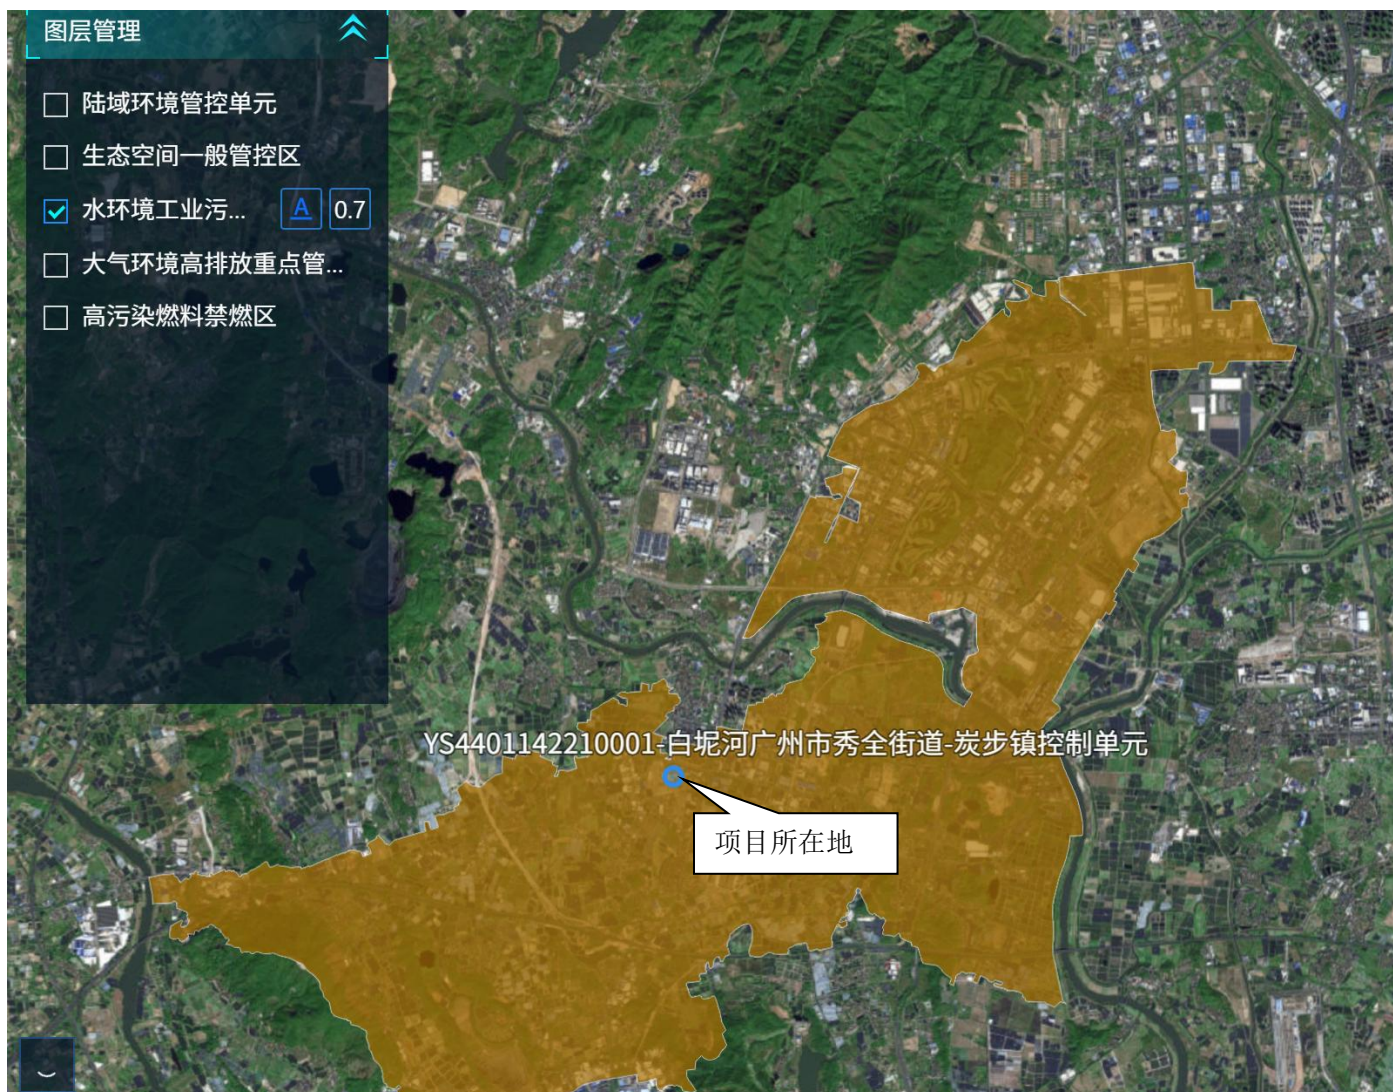 图层管理
陆域环境管控单元
生态空间一般管控区
水环境工业污... A 0.7
大气环境高排放重点管...
高污染燃料禁燃区
YS4401142210001-白坭河广州市秀全街道-炭步镇控制单元
项目所在地